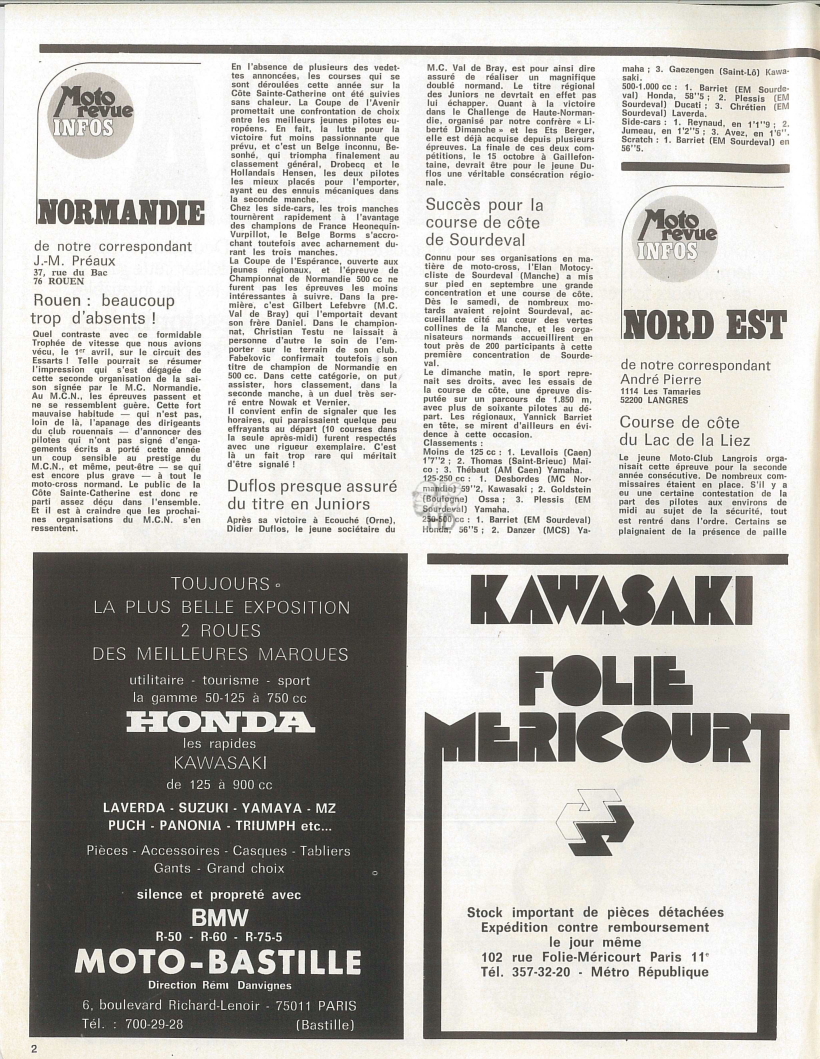 Moto
revue
INFOS
NORMANDIE
de notre correspondant
J.-M. Préaux
37, rue du Bac
76 ROUEN
Rouen : beaucoup
trop d'absents !
Quel contraste avec ce formidable
Trophée de vitesse que nous avions
vécu, le 1er avril, sur le circuit des
Essarts ! Telle pourrait se résumer
l'impression qui s'est dégagée de
cette seconde organisation de la sai-
son signée par le M.C. Normandie.
Au M.C.N., les épreuves passent et
ne se ressemblent guère. Cette fort
mauvaise habitude — qui n'est pas,
loin de là, l'apanage des dirigeants
du club rouennais — d'annoncer des
pilotes qui n'ont pas signé d'enga-
gements écrits a porté cette année
un coup sensible au prestige du
M.C.N., et même, peut-être — se qui
est encore plus grave — à tout le
moto-cross normand. Le public de la
Côte Sainte-Catherine est donc re
parti assez déçu dans l'ensemble.
Et il est à craindre que les prochai-
nes organisations du M.C.N. s'en
ressentent.
En l'absence de plusieurs des vedet-
tes annoncées, les courses qui se
sont déroulées cette année sur la
Côte Sainte-Catherine ont été suivies
sans chaleur. La Coupe de l'Avenir
promettait une confrontation de choix
entre les meilleurs jeunes pilotes eu-
ropéens. En fait, la lutte pour la
victoire fut moins passionnante que
prévu, et c'est un Belge inconnu, Be-
sonhé, qui triompha finalement au
classement général, Drobecq et le
Hollandais Hensen, les deux pilotes
les mieux placés pour l'emporter,
ayant eu des ennuis mécaniques dans
la seconde manche.
Chez les side-cars, les trois manches
tournèrent rapidement à l'avantage
des champions de France Heonequin-
Vurpillot, le Belge Borms s'accro-
chant toutefois avec acharnement du-
rant les trois manches.
La Coupe de l'Espérance, ouverte aux
jeunes régionaux, et l'épreuve de
Championnat de Normandie 500 cc ne
furent pas les épreuves les moins
intéressantes à suivre. Dans la pre-
mière, c'est Gilbert Lefebvre (M.C.
Val de Bray) qui l'emportait devant
son frère Daniel. Dans le champion-
nat, Christian Testu ne laissait à
personne d'autre le soin de l'em-
porter sur le terrain de son club.
Fabekovic confirmait toutefois son
titre de champion de Normandie en
500 cc. Dans cette catégorie, on put
assister, hors classement, dans la
seconde manche, à un duel très ser-
ré entre Nowak et Vernier.
Il convient enfin de signaler que les
horaires, qui paraissaient quelque peu
effrayants au départ (10 courses dans
la seule après-midi) furent respectés
avec une rigueur exemplaire. C'est
là un fait trop rare qui méritait
d'être signalé !
Duflos presque assuré
du titre en Juniors
Après sa victoire à Ecouché (Orne),
Didier Duflos, le jeune sociétaire du
M.C. Val de Bray, est pour ainsi dire
assuré de réaliser un magnifique
doublé normand. Le titre régional
des Juniors ne devrtait en effet pas
lui échapper. Quant à la victoire
dans le Challenge de Haute-Norman-
die, organisé par notre confrère « Li-
berté Dimanche » et les Ets Berger,
elle est déjà acquise depuis plusieurs
épreuves. La finale de ces deux com-
pétitions, le 15 octobre à Gaillefon-
taine, devrait être pour le jeune Du-
flos une véritable consécration régio-
nale.
Succès pour la
course de côte
de Sourdeval
Connu pour ses organisations en ma-
tière de moto-cross, l'Elan Motocy-
cliste de Sourdeval (Manche) a mis
sur pied en septembre une grande
concentration et une course de côte.
Dès le samedi, de nombreux mo-
tards avaient rejoint Sourdeval, ac-
cueillante cité au cœur des vertes
collines de la Manche, et les orga-
nisateurs normands accueillirent en
tout près de 200 participants à cette
première concentration de Sourde-
val.
Le dimanche matin, le sport repre-
nait ses droits, avec les essais de
la course de côte, une épreuve dis-
putée sur un parcours de 1.850 m,
avec plus de soixante pilotes au dé-
part. Les régionaux, Yannick Barriet
en tête, se mirent d'ailleurs en évi-
dence à cette occasion.
Classements :
Moins de 125 cc : 1. Levallois (Caen)
1'7''2 ; 2. Thomas (Saint-Brieuc) Mai-
co ; 3. Thébaut (AM Caen) Yamaha.
125-250 cc : 1. Desbordes (MC Nor-
mandie) 59''2, Kawasaki ; 2. Goldstein
(Boulogne) Ossa ; 3. Plessis (EM
Sourdeval) Yamaha.
250-500 cc : 1. Barriet (EM Sourdeval)
Honda, 56''5 ; 2. Danzer (MCS) Ya-
maha ; 3. Gaezengen (Saint-Lô) Kawa-
saki.
500-1.000 cc : 1. Barriet (EM Sourde-
val) Honda, 58''5 ; 2. Plessis (EM
Sourdeval) Ducati ; 3. Chrétien (EM
Sourdeval) Laverda.
Side-cars : 1. Reynaud, en 1'1''9 ; 2.
Jumeau, en 1'2''5 ; 3. Avez, en 1'6''.
Scratch : 1. Barriet (EM Sourdeval) en
56''5.
Moto
revue
INFOS
NORD EST
de notre correspondant
André Pierre
1114 Les Tamaries
52200 LANGRES
Course de côte
du Lac de la Liez
Le jeune Moto-Club Langrois orga-
nisait cette épreuve pour la seconde
année consécutive. De nombreux com-
missaires étaient en place. S'il y a
eu une certaine contestation de la
part des pilotes aux environs de
midi au sujet de la sécurité, tout
est rentré dans l'ordre. Certains se
plaignaient de la présence de paille
TOUJOURS
LA PLUS BELLE EXPOSITION
2 ROUES
DES MEILLEURES MARQUES
utilitaire - tourisme - sport
la gamme 50-125 à 750 cc
HONDA
les rapides
KAWASAKI
de 125 à 900 cc
LAVERDA - SUZUKI - YAMAYA - MZ
PUCH - PANONIA - TRIUMPH etc...
Pièces - Accessoires - Casques - Tabliers
Gants - Grand choix
silence et propreté avec
BMW
R-50 - R-60 - R-75-5
MOTO-BASTILLE
Direction Rémi Danvignes
6, boulevard Richard-Lenoir - 75011 PARIS
Tél. : 700-29-28 (Bastille)
KAWASAKI
FOLIE
MERICOURT
Stock important de pièces détachées
Expédition contre remboursement
le jour même
102 rue Folie-Méricourt Paris 11e
Tél. 357-32-20 - Métro République
2